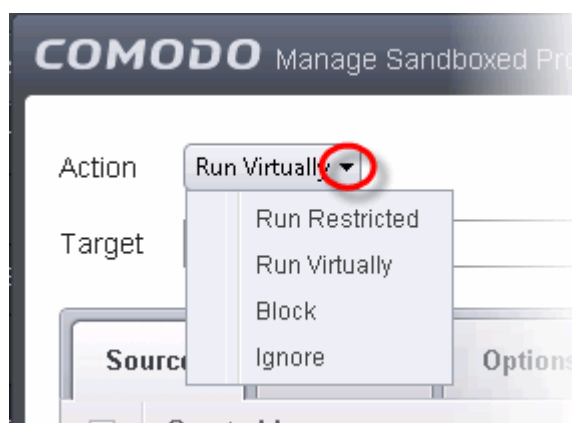 COMODO Manage Sandboxed
Action Run Virtually
Run Restricted
Target
Run Virtually
Block
Ignore
Options